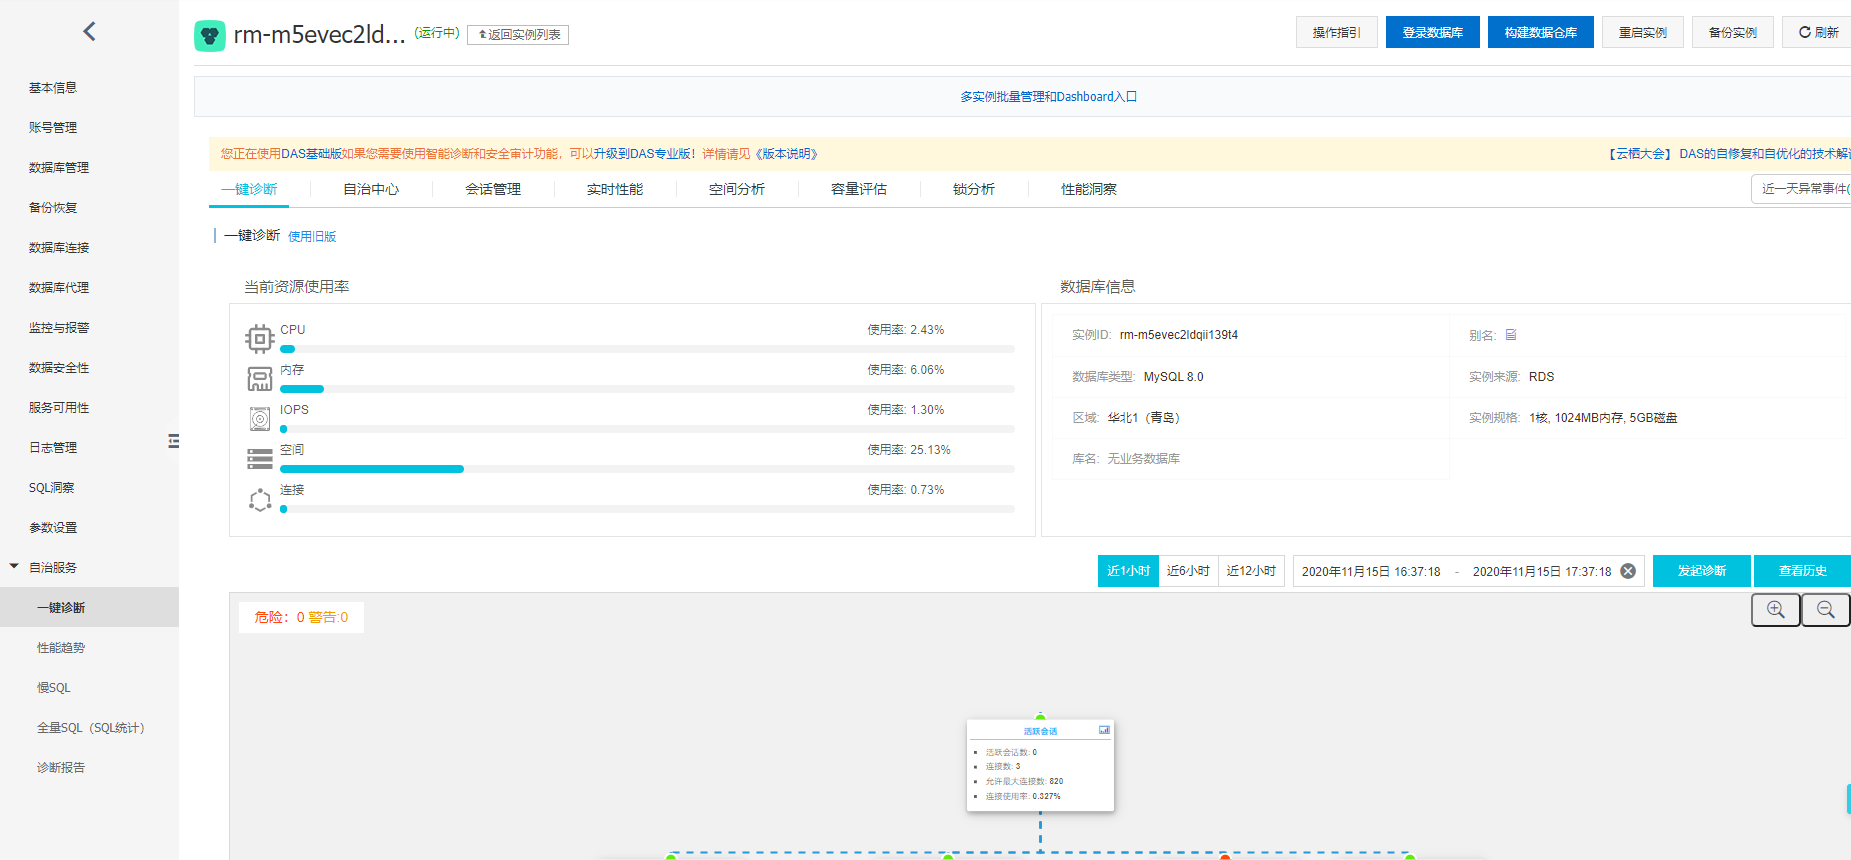 rm-m5evec2ld... (运行中) 返回实例列表 操作指引 登录数据库 构建数据仓库 重启实例 备份实例 刷新
多实例批量管理和Dashboard入口
基本信息
账号管理
数据库管理
备份恢复
数据库连接
数据库代理
监控与报警
数据安全性
服务可用性
日志管理
SQL洞察
参数设置
自治服务
一键诊断
性能趋势
慢SQL
全量SQL（SQL统计）
诊断报告
您正在使用DAS基础版如果您需要使用智能诊断和安全审计功能，可以升级到DAS专业版！详情请见《版本说明》 【云栖大会】DAS的自修复和自优化的技术解
一键诊断 自治中心 会话管理 实时性能 空间分析 容量评估 锁分析 性能洞察 近一天异常事件(
一键诊断 使用旧版
当前资源使用率
CPU 使用率: 2.43%
内存 使用率: 6.06%
IOPS 使用率: 1.30%
空间 使用率: 25.13%
连接 使用率: 0.73%
数据库信息
实例ID: rm-m5evec2ldqii139t4 别名:
数据库类型: MySQL 8.0 实例来源: RDS
区域: 华北1（青岛） 实例规格: 1核, 1024MB内存, 5GB磁盘
库名: 无业务数据库
近1小时 近6小时 近12小时 2020年11月15日 16:37:18 - 2020年11月15日 17:37:18 发起诊断 查看历史
危险：0 警告:0
活跃会话
活跃会话数: 0
连接数: 3
允许最大连接数: 820
连接使用率: 0.327%